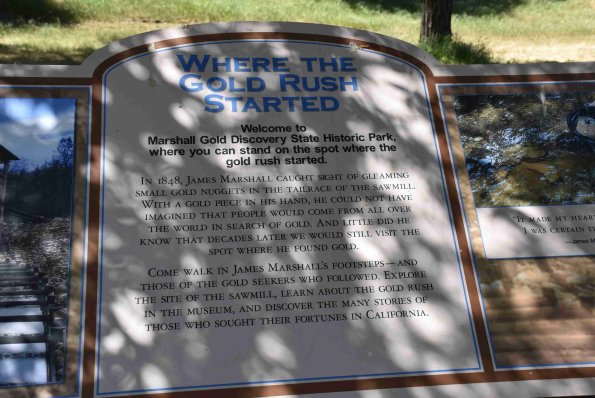 WHERE THE
GOLD RUSH
STARTED
Welcome to
Marshall Gold Discovery State Historic Park,
where you can stand on the spot where the
gold rush started.
IN 1848, JAMES MARSHALL CAUGHT SIGHT OF GLEAMING
SMALL GOLD NUGGETS IN THE TAILRACE OF THE SAWMILL.
WITH A GOLD PIECE IN HIS HAND, HE COULD NOT HAVE
IMAGINED THAT PEOPLE WOULD COME FROM ALL OVER
THE WORLD IN SEARCH OF GOLD. AND LITTLE DID HE
KNOW THAT DECADES LATER WE WOULD STILL VISIT THE
SPOT WHERE HE FOUND GOLD.
COME WALK IN JAMES MARSHALL'S FOOTSTEPS—AND
THOSE OF THE GOLD SEEKERS WHO FOLLOWED. EXPLORE
THE SITE OF THE SAWMILL, LEARN ABOUT THE GOLD RUSH
IN THE MUSEUM, AND DISCOVER THE MANY STORIES OF
THOSE WHO SOUGHT THEIR FORTUNES IN CALIFORNIA.
"IT MADE MY HEAR
I WAS CERTAIN
—JAMES M